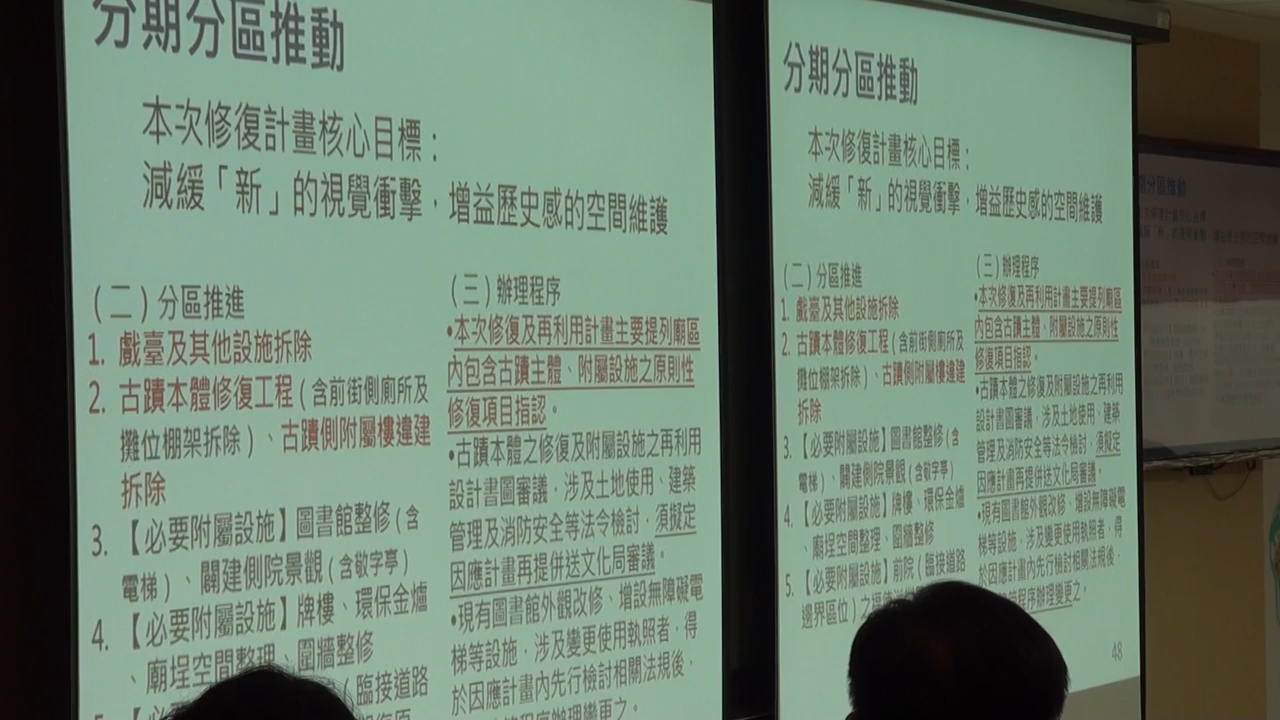 分期分區推動
本次修復計畫核心目標：
減緩「新」的視覺衝擊，增益歷史感的空間維護
(二)分區推進
1. 戲臺及其他設施拆除
2. 古蹟本體修復工程(含前街側廁所及
攤位棚架拆除)、古蹟側附屬樓違建
拆除
3. 【必要附屬設施】圖書館整修(含
電梯)、闢建側院景觀(含敬字亭)
4. 【必要附屬設施】牌樓、環保金爐
、廟埕空間整理、圍牆整修
(臨接道路
(三)辦理程序
•本次修復及再利用計畫主要提列廟區
內包含古蹟主體、附屬設施之原則性
修復項目指認。
•古蹟本體之修復及附屬設施之再利用
設計書圖審議，涉及土地使用、建築
管理及消防安全等法令檢討，須擬定
因應計畫再提併送文化局審議。
•現有圖書館外觀改修、增設無障礙電
梯等設施，涉及變更使用執照者，得
於因應計畫內先行檢討相關法規後，
程序辦理變更之。
分期分區推動
本次修復計畫核心目標：
減緩「新」的視覺衝擊，增益歷史感的空間維護
(二)分區推進
1. 戲臺及其他設施拆除
2. 古蹟本體修復工程(含前街側廁所及
攤位棚架拆除)、古蹟側附屬樓違建
拆除
3. 【必要附屬設施】圖書館整修(含
電梯)、闢建側院景觀(含敬字亭)
4. 【必要附屬設施】牌樓、環保金爐
、廟埕空間整理、圍牆整修
5. 【必要附屬設施】前院(臨接道路
邊界區位)之
(三)辦理程序
•本次修復及再利用計畫主要提列廟區
內包含古蹟主體、附屬設施之原則性
修復項目指認。
•古蹟本體之修復及附屬設施之再利用
設計書圖審議，涉及土地使用、建築
管理及消防安全等法令檢討，須擬定
因應計畫再提併送文化局審議。
•現有圖書館外觀改修、增設無障礙電
梯等設施，涉及變更使用執照者，得
於因應計畫內先行檢討相關法規後，
程序辦理變更之。
48
期分區推動